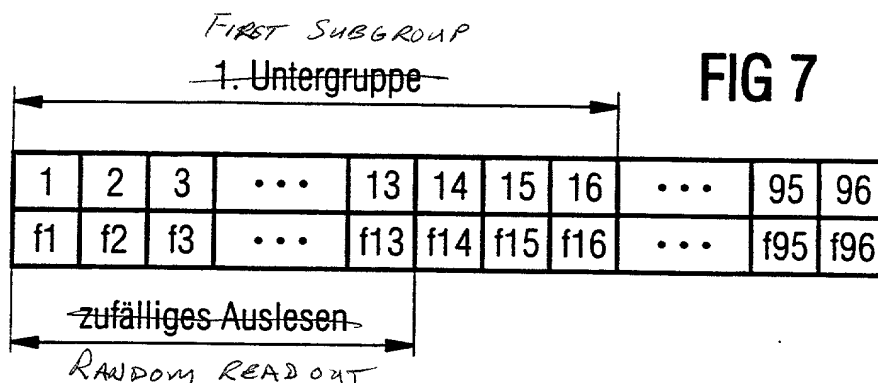 FIRST SUBGROUP
1. Untergruppe
FIG 7
1 2 3 ... 13 14 15 16 ... 95 96
f1 f2 f3 ... f13 f14 f15 f16 ... f95 f96
zufälliges Auslesen
RANDOM READOUT